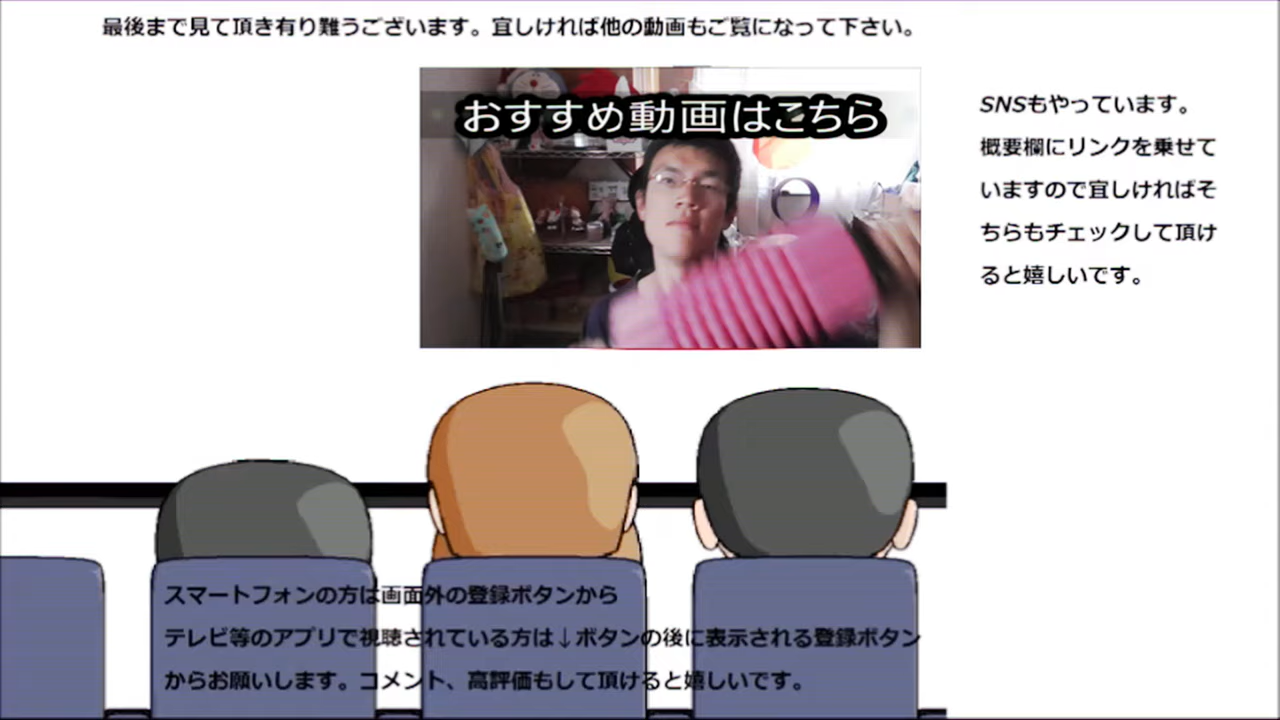 最後まで見て頂き有り難うございます。宜しければ他の動画もご覧になって下さい。
おすすめ動画はこちら
SNSもやっています。
概要欄にリンクを乗せて
いますので宜しければそ
ちらもチェックして頂け
ると嬉しいです。
スマートフォンの方は画面外の登録ボタンから
テレビ等のアプリで視聴されている方は↓ボタンの後に表示される登録ボタン
からお願いします。コメント、高評価もして頂けると嬉しいです。